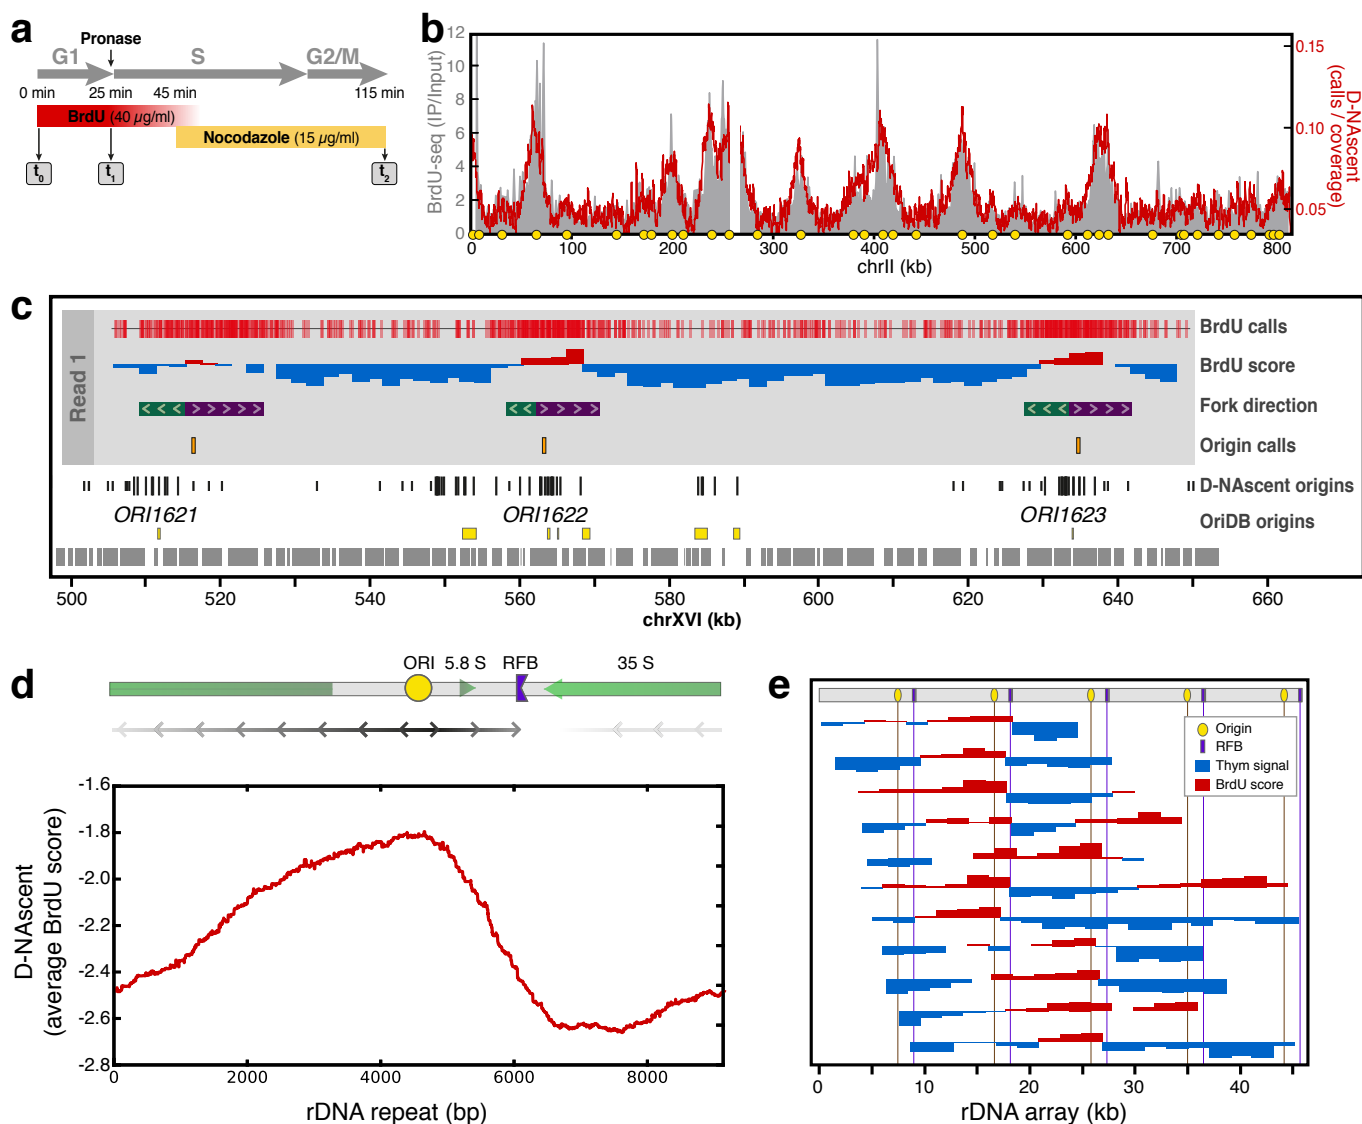 a
Pronase
G1
S
G2/M
0 min
25 min
45 min
115 min
BrdU (40 µg/ml)
Nocodazole (15 µg/ml)
t0
t1
t2
b
BrdU-seq (IP/Input)
12
10
8
6
4
2
0
0.15
0.10
0.05
D-NAscent
(calls / coverage)
0
100
200
300
400
500
600
700
800
chrII (kb)
c
Read 1
BrdU calls
BrdU score
Fork direction
Origin calls
D-NAscent origins
ORI1621
ORI1622
ORI1623
OriDB origins
500
520
540
560
580
600
620
640
660
chrXVI (kb)
d
ORI
5.8 S
RFB
35 S
D-NAscent
(average BrdU score)
-1.6
-1.8
-2.0
-2.2
-2.4
-2.6
-2.8
0
2000
4000
6000
8000
rDNA repeat (bp)
e
Origin
RFB
Thym signal
BrdU score
0
10
20
30
40
rDNA array (kb)